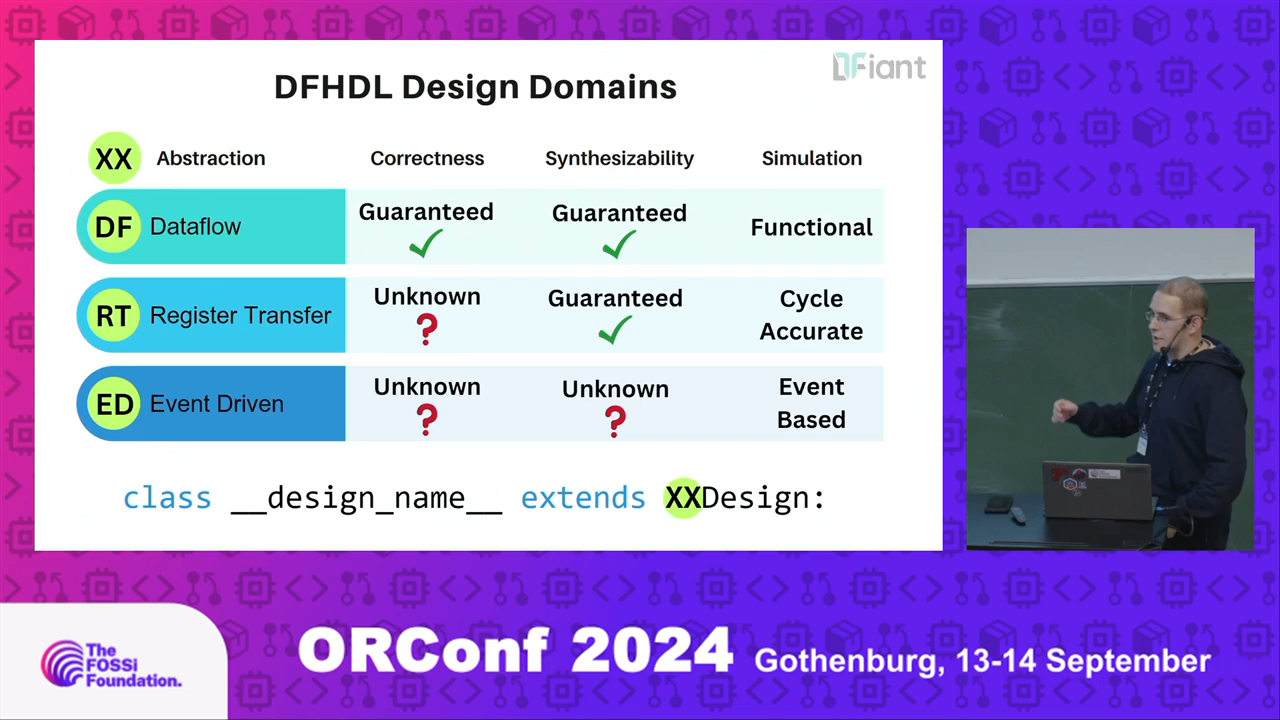 DFiant
DFHDL Design Domains
XX Abstraction Correctness Synthesizability Simulation
DF Dataflow Guaranteed Guaranteed Functional
RT Register Transfer Unknown ? Guaranteed Cycle Accurate
ED Event Driven Unknown ? Unknown ? Event Based
class __design_name__ extends XXDesign:
The FOSSi Foundation.
ORConf 2024 Gothenburg, 13-14 September